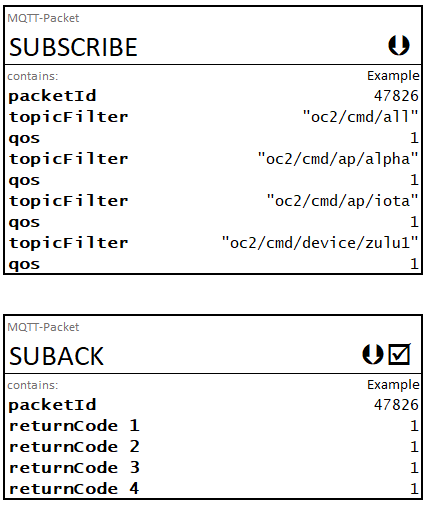 MQTT-Packet
SUBSCRIBE
contains: Example
packetId 47826
topicFilter "oc2/cmd/all"
qos 1
topicFilter "oc2/cmd/ap/alpha"
qos 1
topicFilter "oc2/cmd/ap/iota"
qos 1
topicFilter "oc2/cmd/device/zulu1"
qos 1
MQTT-Packet
SUBACK
contains: Example
packetId 47826
returnCode 1 1
returnCode 2 1
returnCode 3 1
returnCode 4 1